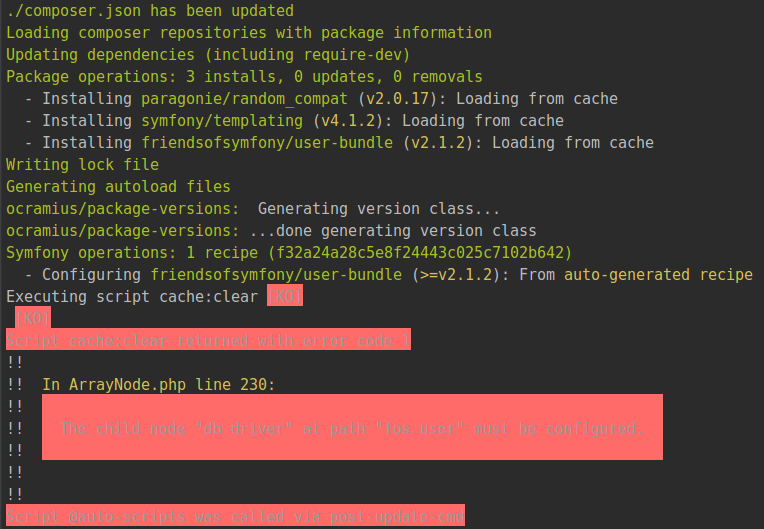 ./composer.json has been updated
Loading composer repositories with package information
Updating dependencies (including require-dev)
Package operations: 3 installs, 0 updates, 0 removals
  - Installing paragonie/random_compat (v2.0.17): Loading from cache
  - Installing symfony/templating (v4.1.2): Loading from cache
  - Installing friendsofsymfony/user-bundle (v2.1.2): Loading from cache
Writing lock file
Generating autoload files
ocramius/package-versions:  Generating version class...
ocramius/package-versions: ...done generating version class
Symfony operations: 1 recipe (f32a24a28c5e8f24443c025c7102b642)
  - Configuring friendsofsymfony/user-bundle (>=v2.1.2): From auto-generated recipe
Executing script cache:clear [KO]
 [KO]
Script cache:clear returned with error code 1
!!
!!  In ArrayNode.php line 230:
!!
!!    The child node "db_driver" at path "fos_user" must be configured.
!!
!!
!!
Script @auto-scripts was called via post-update-cmd